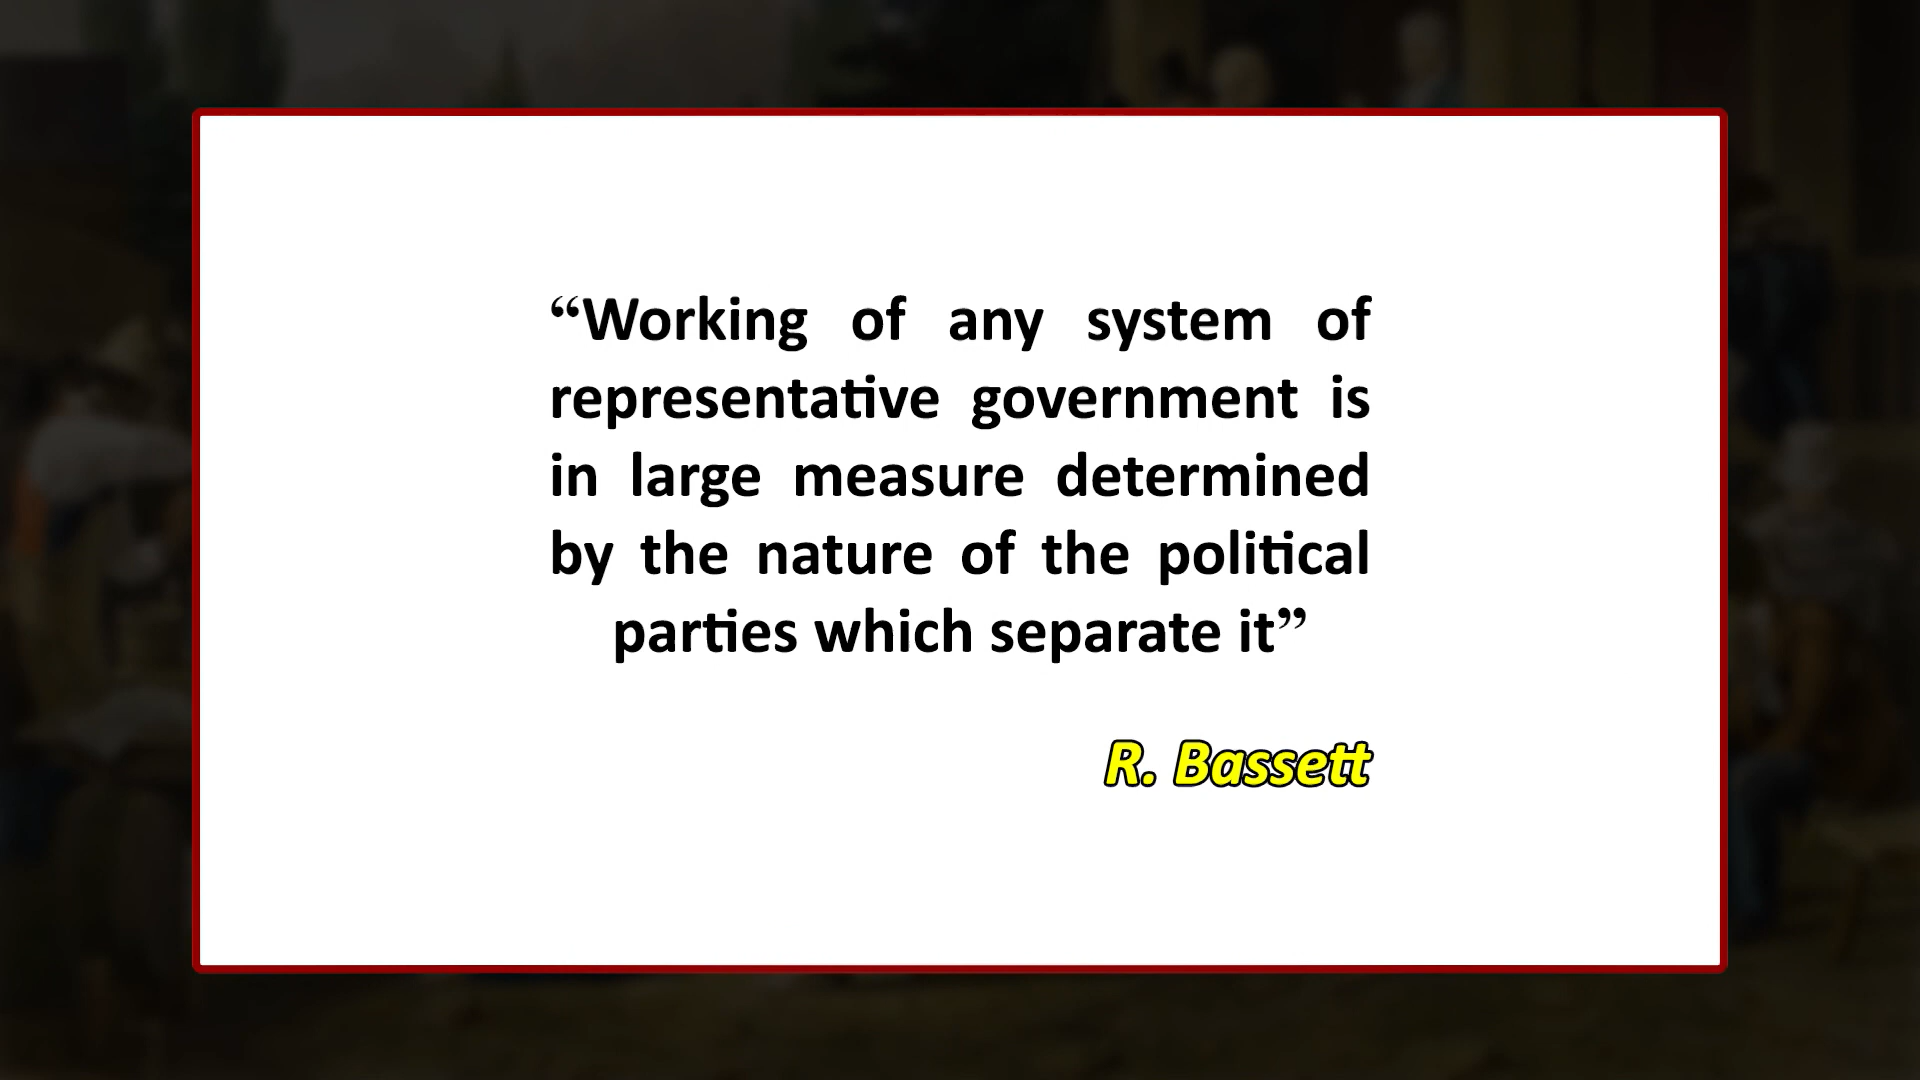 “Working of any system of
representative government is
in large measure determined
by the nature of the political
parties which separate it”
R. Bassett